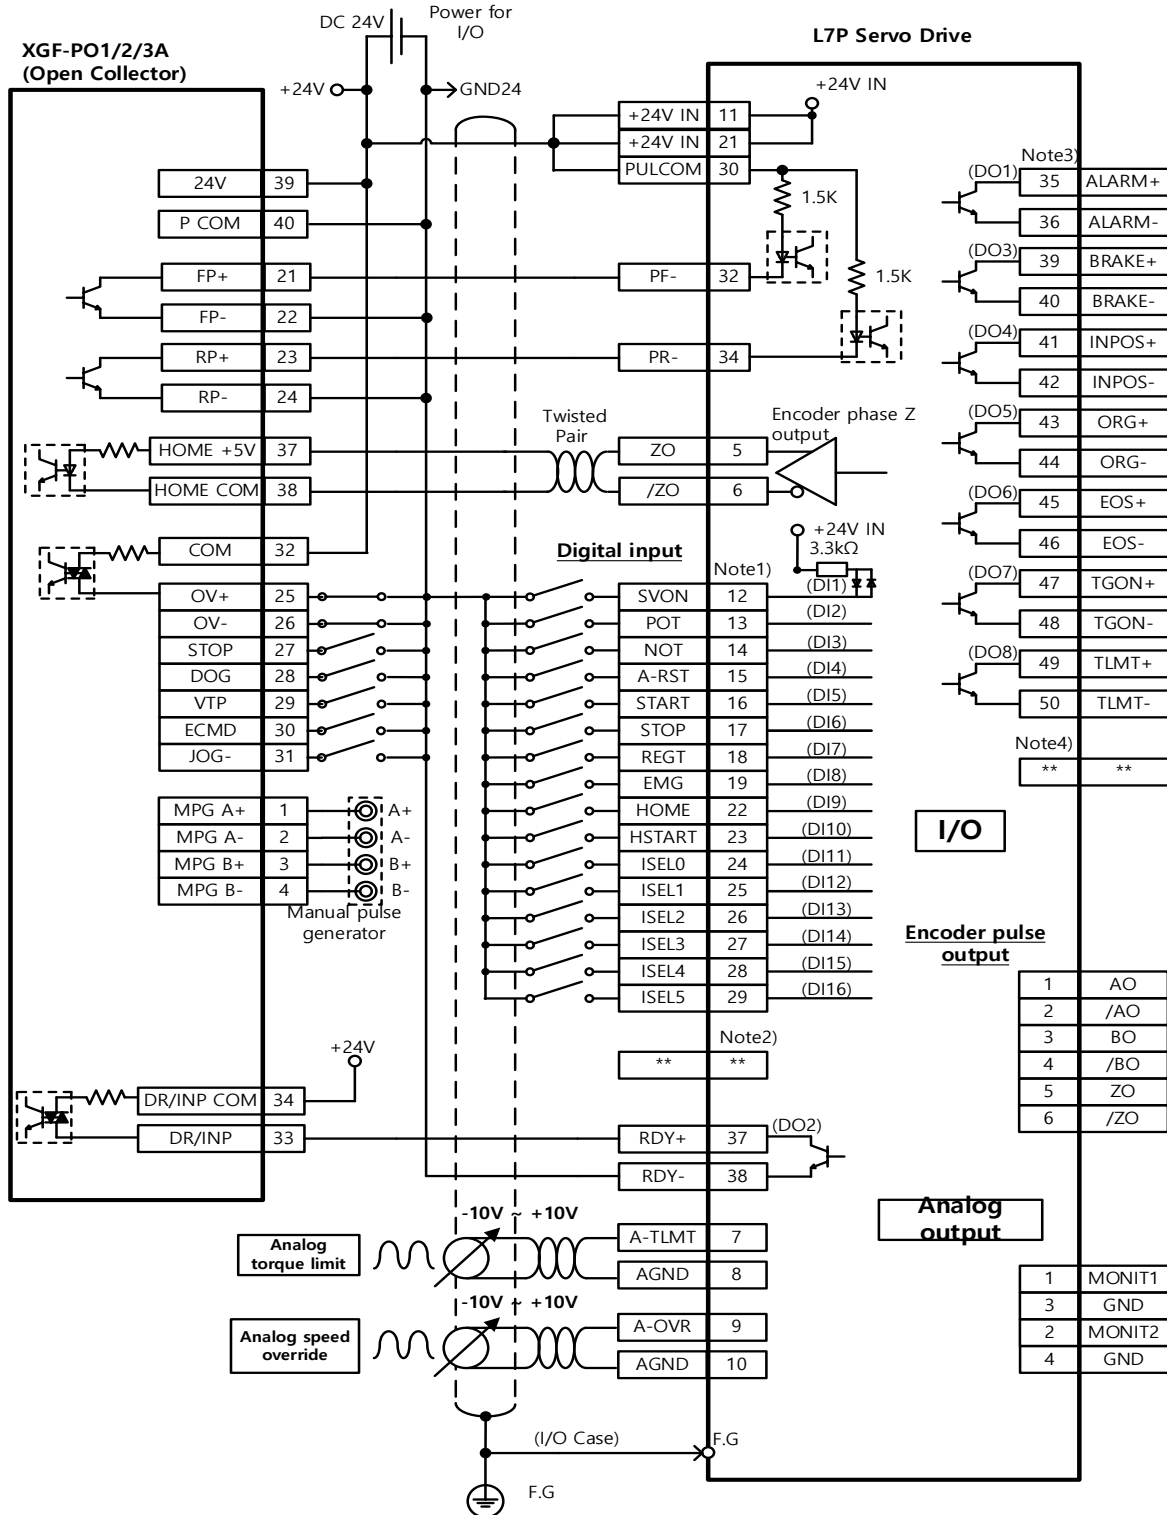 DC 24V
Power for
I/O
XGF-PO1/2/3A
(Open Collector)
L7P Servo Drive
+24V
GND24
+24V IN
+24V IN 11
+24V IN 21
PULCOM 30
1.5K
1.5K
24V 39
P COM 40
FP+ 21
FP- 22
RP+ 23
RP- 24
PF- 32
PR- 34
HOME +5V 37
HOME COM 38
Twisted
Pair
ZO 5
/ZO 6
Encoder phase Z
output
COM 32
OV+ 25
OV- 26
STOP 27
DOG 28
VTP 29
ECMD 30
JOG- 31
MPG A+ 1
MPG A- 2
MPG B+ 3
MPG B- 4
A+
A-
B+
B-
Manual pulse
generator
Digital input
Note1)
+24V IN
3.3kΩ
SVON 12 (DI1)
POT 13 (DI2)
NOT 14 (DI3)
A-RST 15 (DI4)
START 16 (DI5)
STOP 17 (DI6)
REGT 18 (DI7)
EMG 19 (DI8)
HOME 22 (DI9)
HSTART 23 (DI10)
ISEL0 24 (DI11)
ISEL1 25 (DI12)
ISEL2 26 (DI13)
ISEL3 27 (DI14)
ISEL4 28 (DI15)
ISEL5 29 (DI16)
Note2)
** **
+24V
DR/INP COM 34
DR/INP 33
RDY+ 37 (DO2)
RDY- 38
-10V ~ +10V
Analog
torque limit
A-TLMT 7
AGND 8
-10V ~ +10V
Analog speed
override
A-OVR 9
AGND 10
(I/O Case)
F.G
F.G
Note3)
(DO1) 35 ALARM+
36 ALARM-
(DO3) 39 BRAKE+
40 BRAKE-
(DO4) 41 INPOS+
42 INPOS-
(DO5) 43 ORG+
44 ORG-
(DO6) 45 EOS+
46 EOS-
(DO7) 47 TGON+
48 TGON-
(DO8) 49 TLMT+
50 TLMT-
Note4)
** **
I/O
Encoder pulse
output
1 AO
2 /AO
3 BO
4 /BO
5 ZO
6 /ZO
Analog
output
1 MONIT1
3 GND
2 MONIT2
4 GND